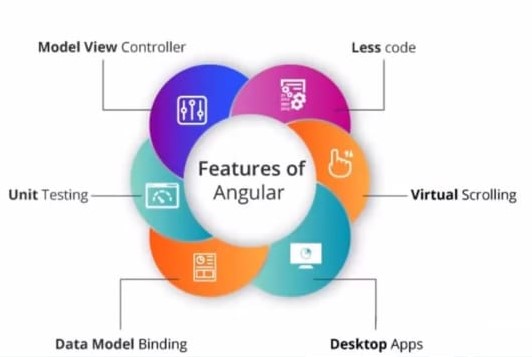 Model View Controller
Less code
Features of
Angular
Unit Testing
Virtual Scrolling
Data Model Binding
Desktop Apps